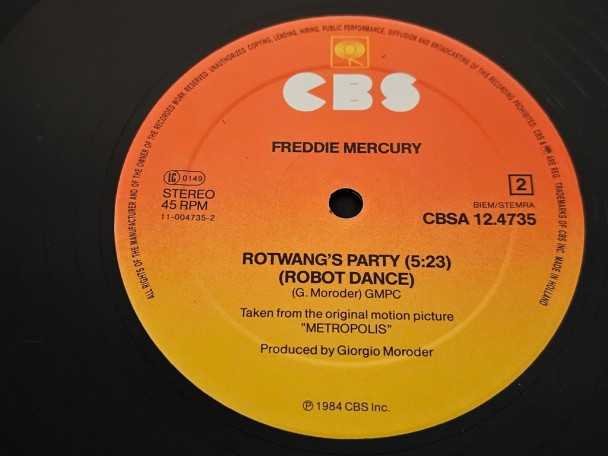 ALL RIGHTS OF THE MANUFACTURER AND OF THE OWNER OF THE RECORDED WORK RESERVED. UNAUTHORIZED COPYING, LENDING, HIRING, PUBLIC PERFORMANCE, DIFFUSION AND BROADCASTING OF THIS RECORDING PROHIBITED. CBS & ARE REG. TRADEMARKS OF CBS INC. MADE IN HOLLAND
CBS
FREDDIE MERCURY
LC 0149
STEREO
45 RPM
11-004735-2
2
BIEM/STEMRA
CBSA 12.4735
ROTWANG'S PARTY (5:23)
(ROBOT DANCE)
(G. Moroder) GMPC
Taken from the original motion picture
"METROPOLIS"
Produced by Giorgio Moroder
℗ 1984 CBS Inc.